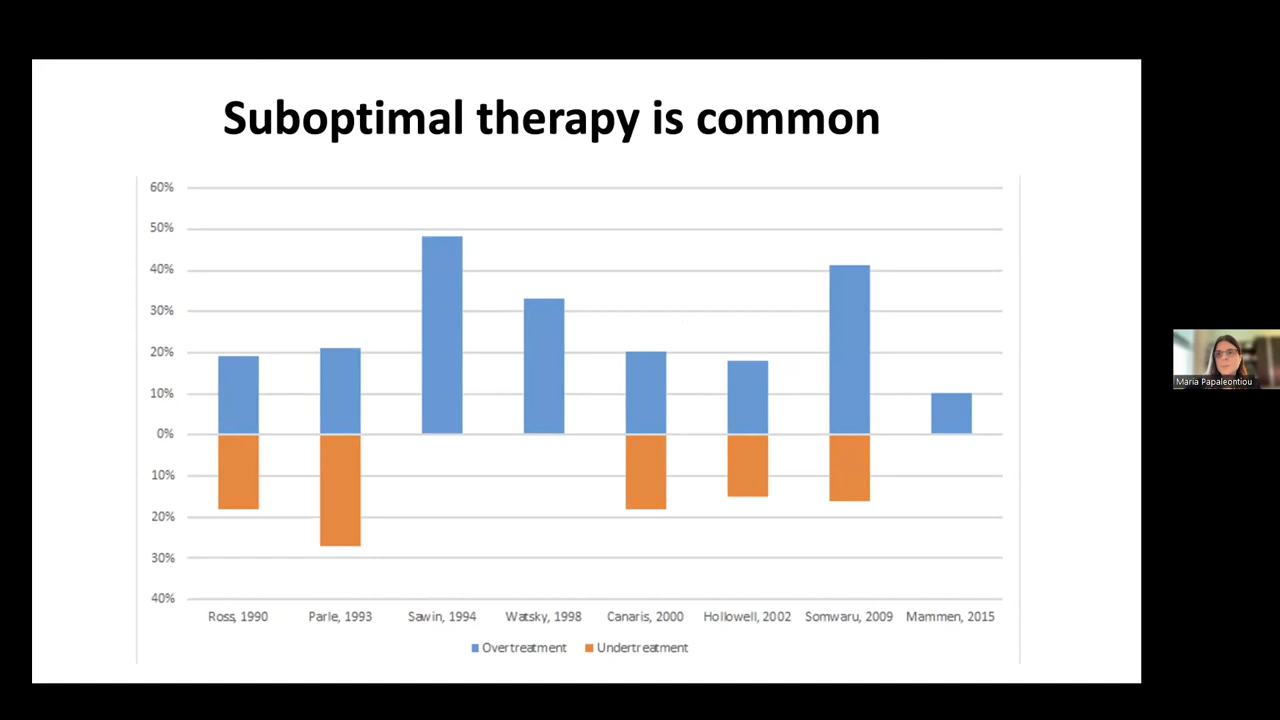 Suboptimal therapy is common
60%
50%
40%
30%
20%
10%
0%
10%
20%
30%
40%
Ross, 1990 Parle, 1993 Sawin, 1994 Watsky, 1998 Canaris, 2000 Hollowell, 2002 Somwaru, 2009 Mammen, 2015
Overtreatment Undertreatment
Maria Papaleontiou